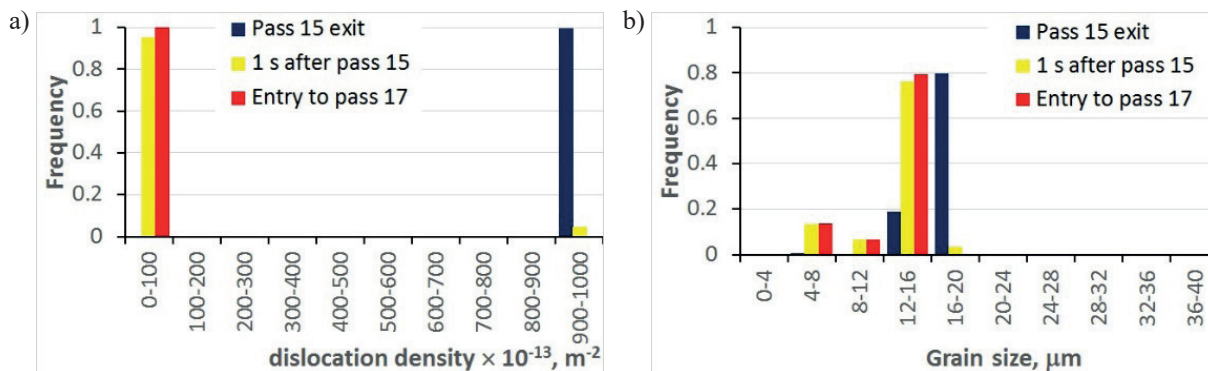 a)
1
0.8
0.6
0.4
0.2
0
Frequency
Pass 15 exit
1 s after pass 15
Entry to pass 17
0-100
100-200
200-300
300-400
400-500
500-600
600-700
700-800
800-900
900-1000
dislocation density × 10⁻¹³, m⁻²
b)
1
0.8
0.6
0.4
0.2
0
Frequency
Pass 15 exit
1 s after pass 15
Entry to pass 17
0-4
4-8
8-12
12-16
16-20
20-24
24-28
28-32
32-36
36-40
Grain size, μm